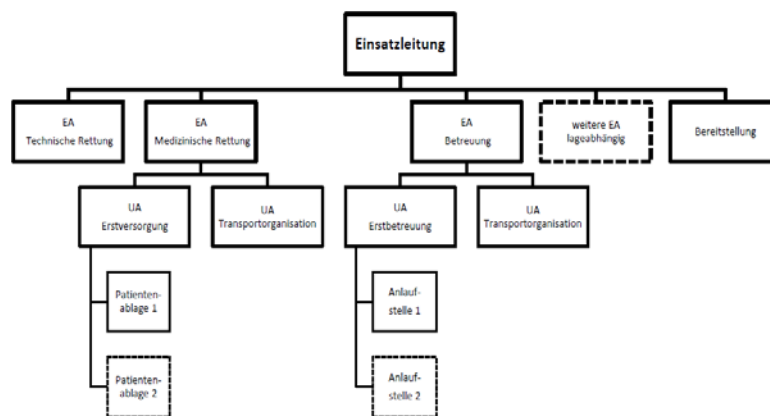 Einsatzleitung
EA
Technische Rettung
EA
Medizinische Rettung
EA
Betreuung
weitere EA
lageabhängig
Bereitstellung
UA
Erstversorgung
UA
Transportorganisation
UA
Erstbetreuung
UA
Transportorganisation
Patienten-
ablage 1
Anlauf-
stelle 1
Patienten-
ablage 2
Anlauf-
stelle 2